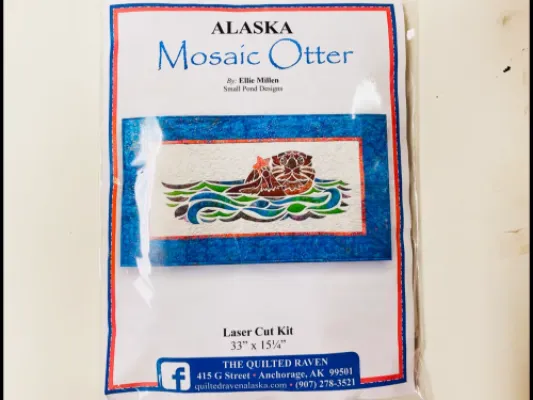 ALASKA
Mosaic Otter
By: Ellie Millen
Small Pond Designs
Laser Cut Kit
33” x 15¼”
THE QUILTED RAVEN
415 G Street • Anchorage, AK 99501
quiltedravenalaska.com • (907) 278-3521